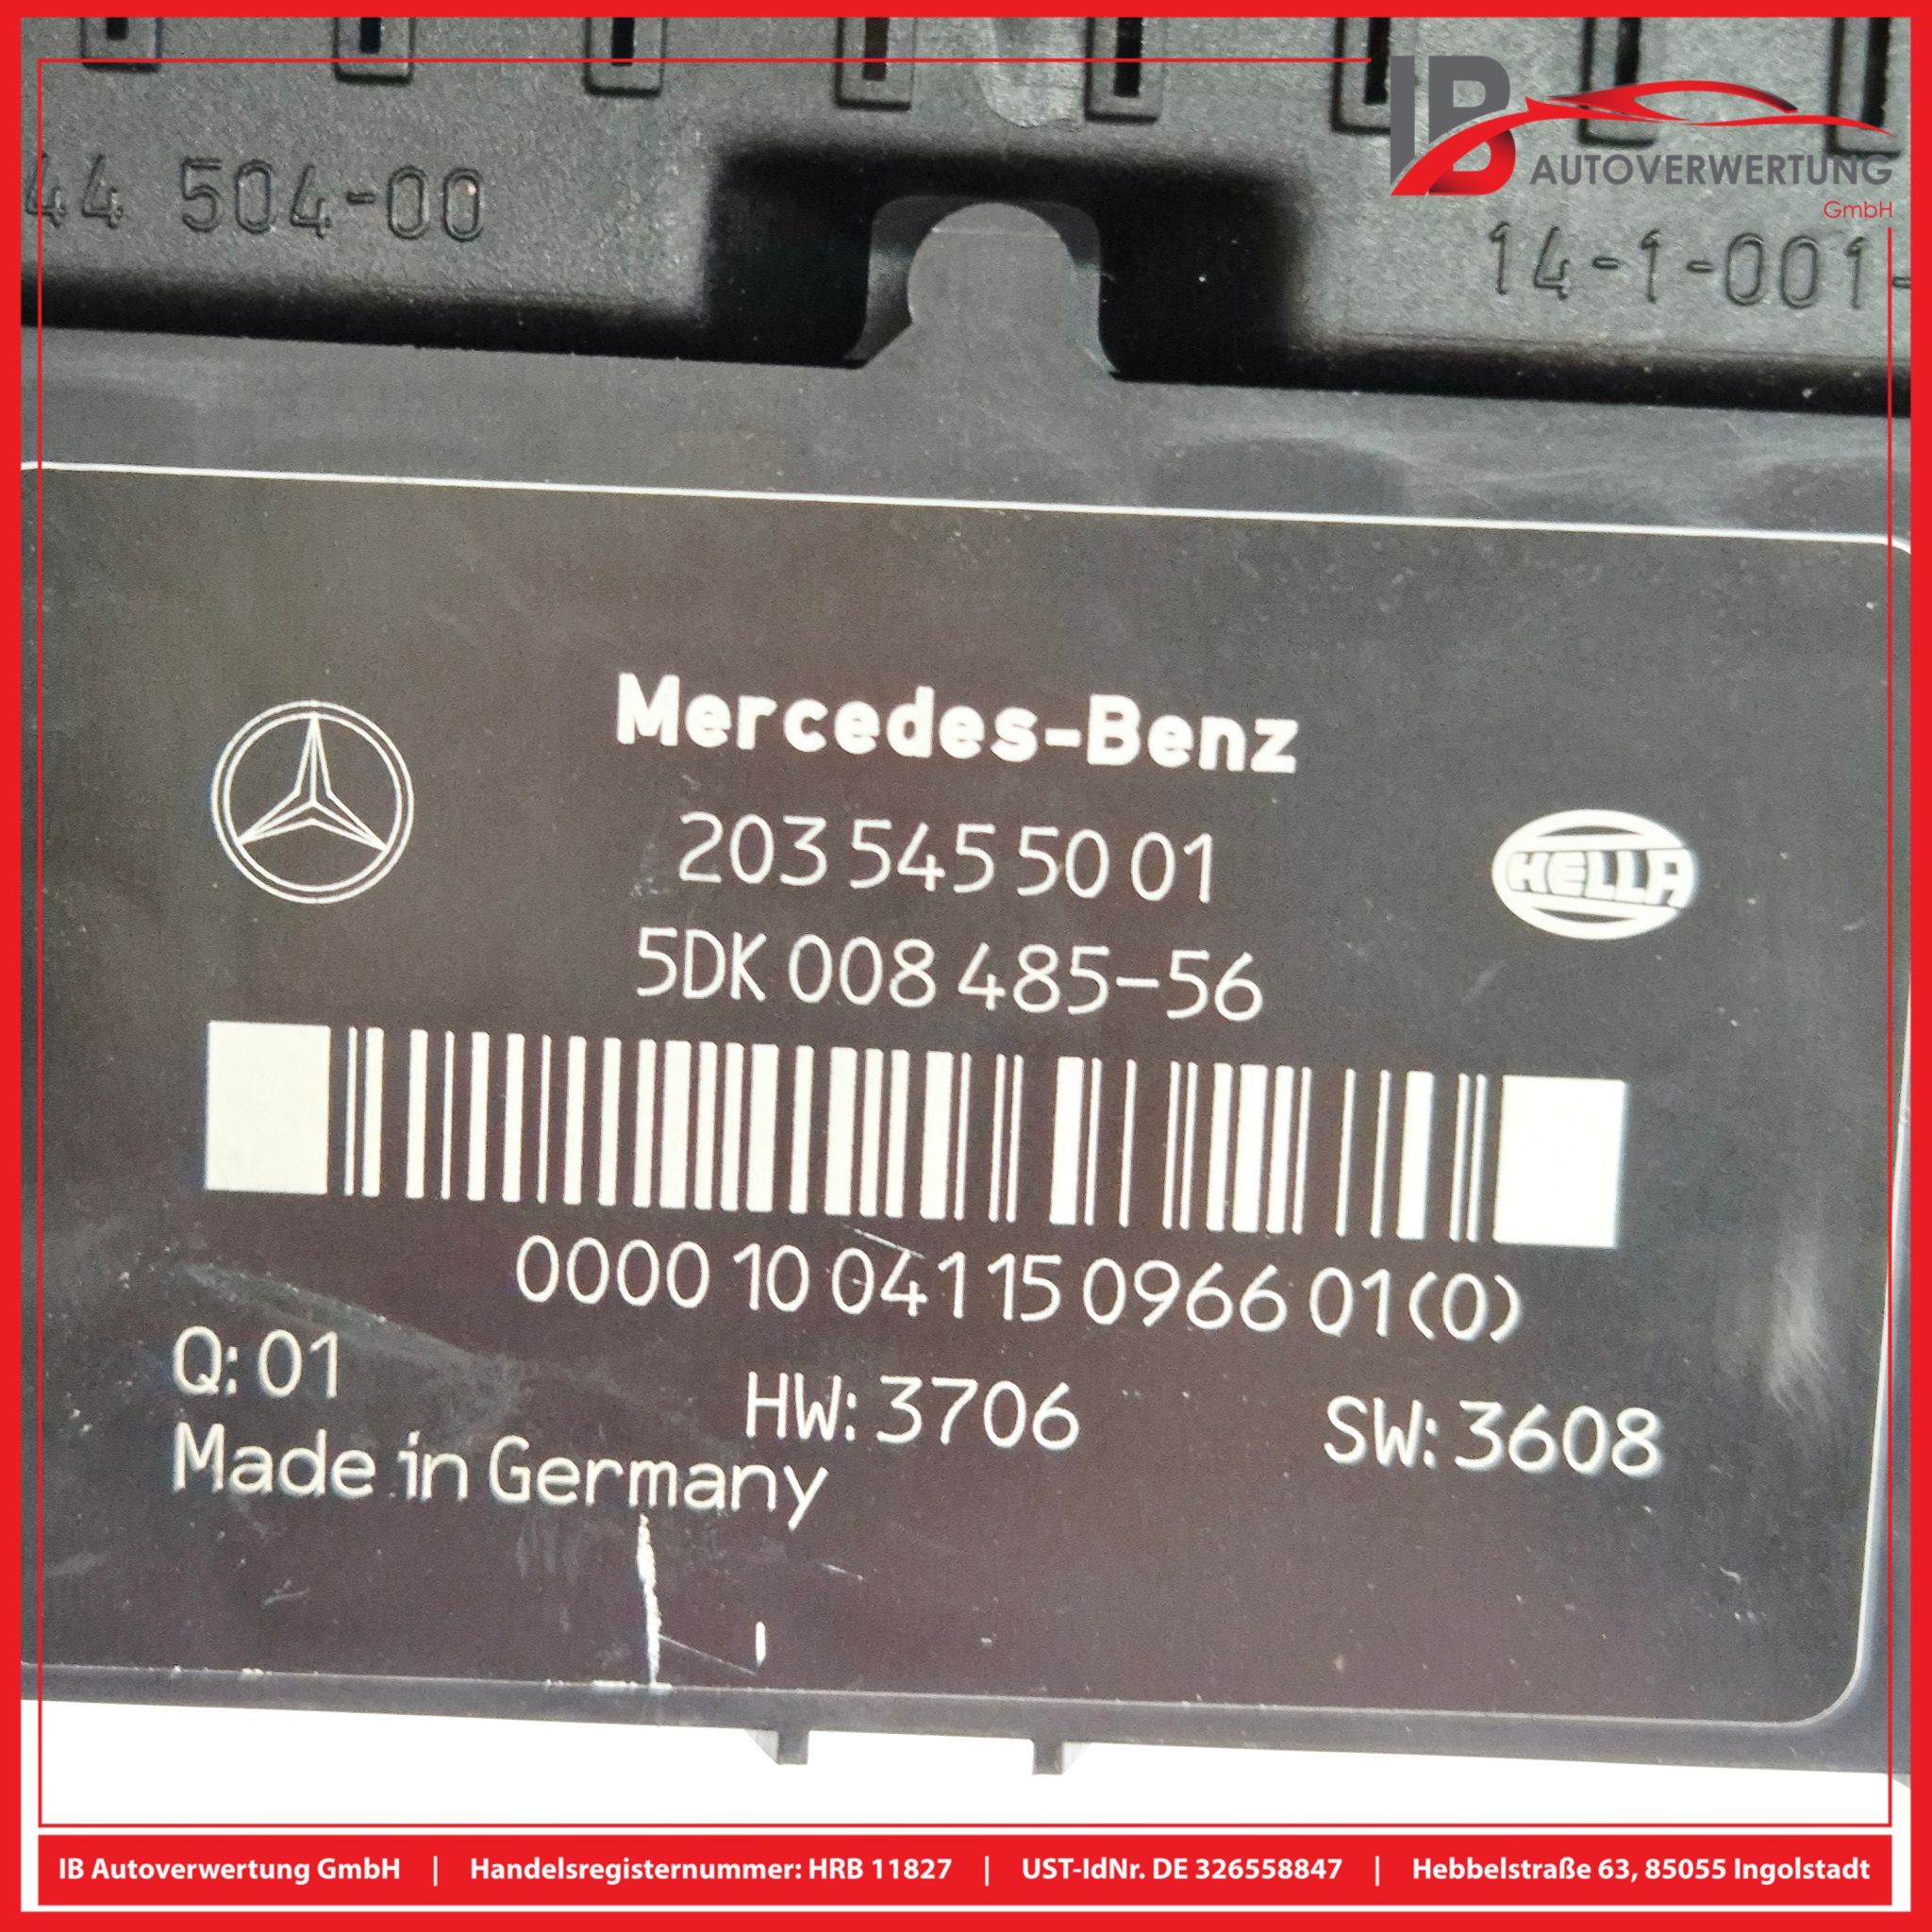 IB
AUTOVERWERTUNG
GmbH
44 504-00
14-1-001-
Mercedes-Benz
203 545 50 01
HELLA
5DK 008 485-56
0000 10 041115 0966 01(0)
Q: 01
HW: 3706
SW: 3608
Made in Germany
IB Autoverwertung GmbH | Handelsregisternummer: HRB 11827 | UST-IdNr. DE 326558847 | Hebbelstraße 63, 85055 Ingolstadt